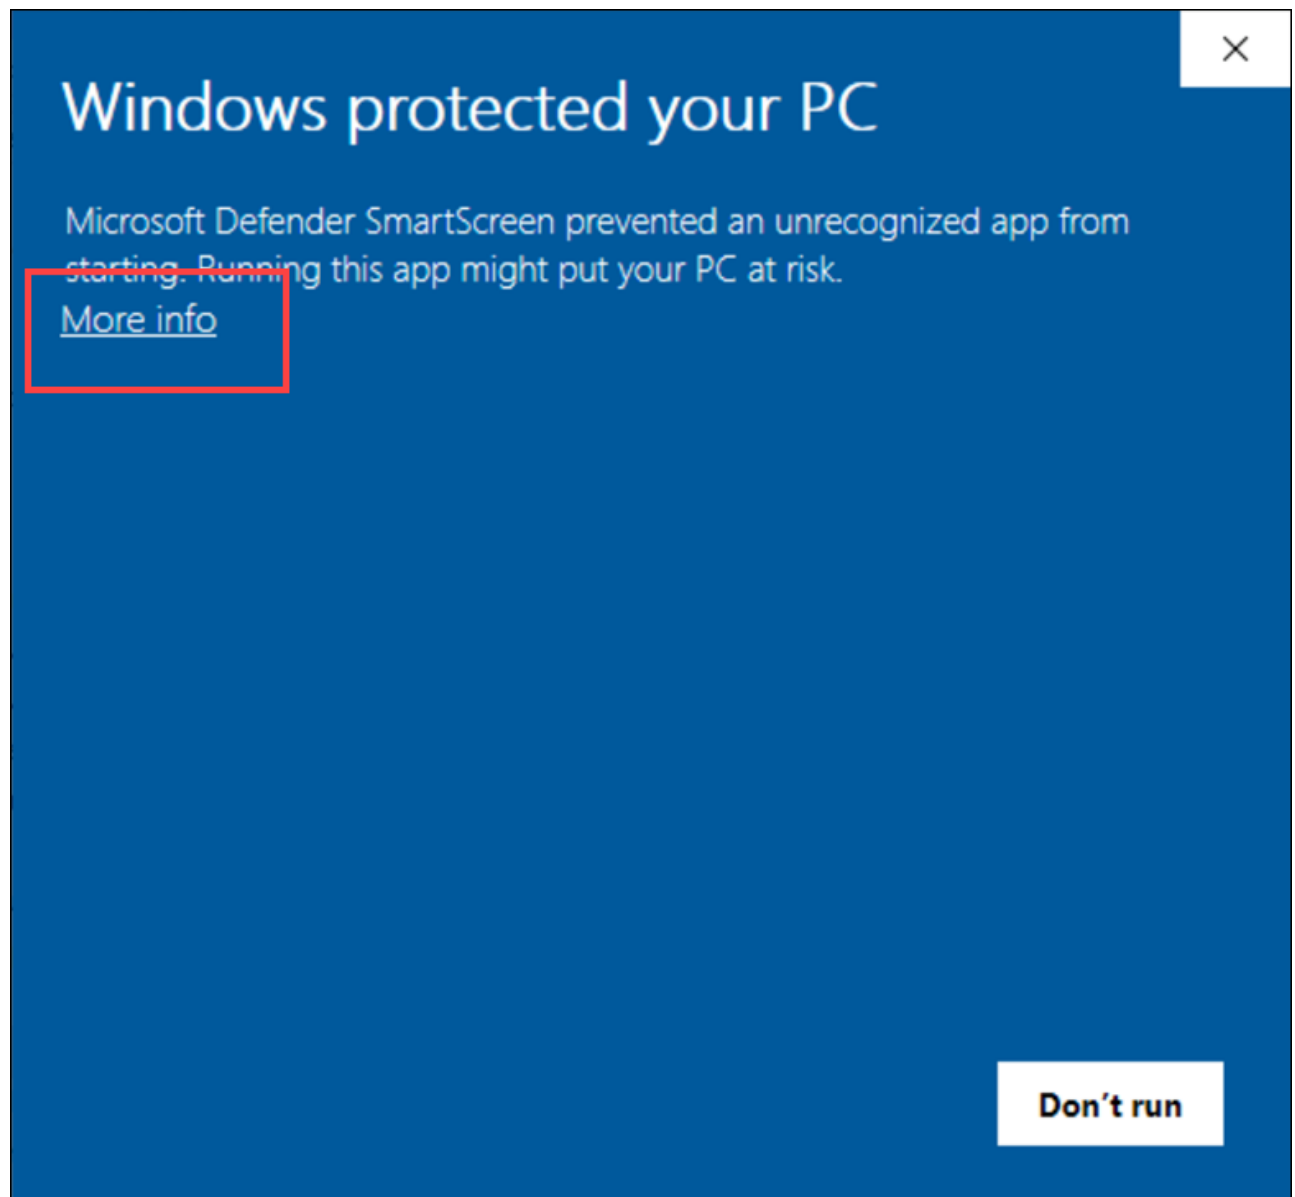 Windows protected your PC
Microsoft Defender SmartScreen prevented an unrecognized app from
starting. Running this app might put your PC at risk.
More info
Don't run